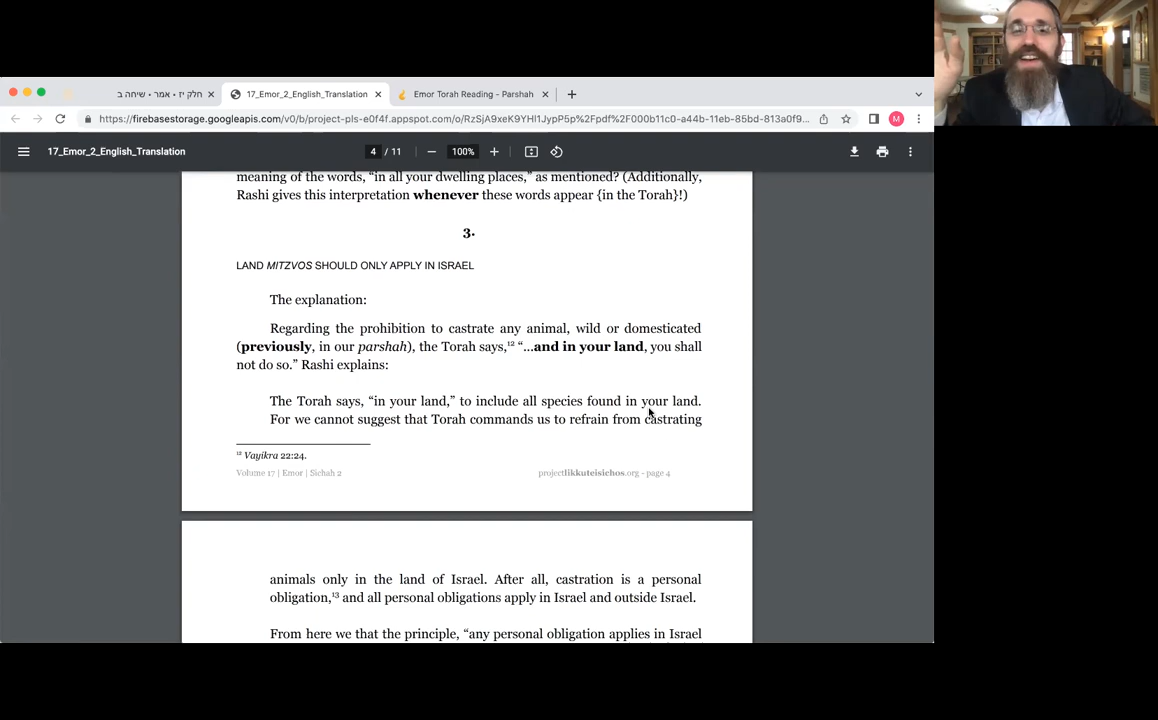 חלק יז • אמר • שיחה ב
17_Emor_2_English_Translation
Emor Torah Reading - Parshah
https://firebasestorage.googleapis.com/v0/b/project-pls-e0f4f.appspot.com/o/RzSjA9xeK9YHl1JypP5p%2Fpdf%2F000b11c0-a44b-11eb-85bd-813a0f9...
M
17_Emor_2_English_Translation
4 / 11
100%
meaning of the words, “in all your dwelling places,” as mentioned? (Additionally,
Rashi gives this interpretation whenever these words appear {in the Torah}!)
3.
LAND MITZVOS SHOULD ONLY APPLY IN ISRAEL
The explanation:
Regarding the prohibition to castrate any animal, wild or domesticated
(previously, in our parshah), the Torah says,12 “...and in your land, you shall
not do so.” Rashi explains:
The Torah says, “in your land,” to include all species found in your land.
For we cannot suggest that Torah commands us to refrain from castrating
12 Vayikra 22:24.
Volume 17 | Emor | Sichah 2
projectlikkuteisichos.org - page 4
animals only in the land of Israel. After all, castration is a personal
obligation,13 and all personal obligations apply in Israel and outside Israel.
From here we that the principle, “any personal obligation applies in Israel